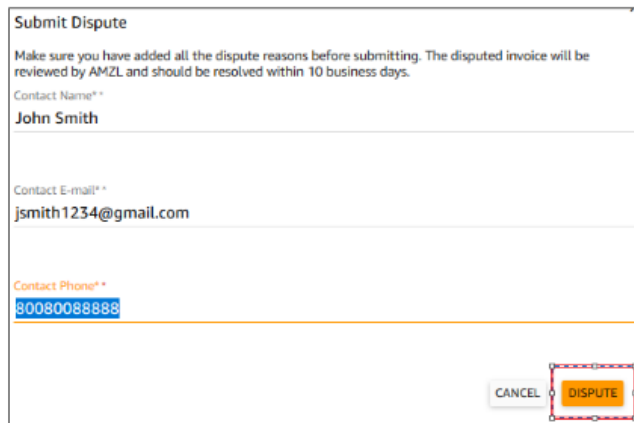 Submit Dispute
Make sure you have added all the dispute reasons before submitting. The disputed invoice will be
reviewed by AMZL and should be resolved within 10 business days.
Contact Name**
John Smith
Contact E-mail**
jsmith1234@gmail.com
Contact Phone**
80080088888
CANCEL DISPUTE